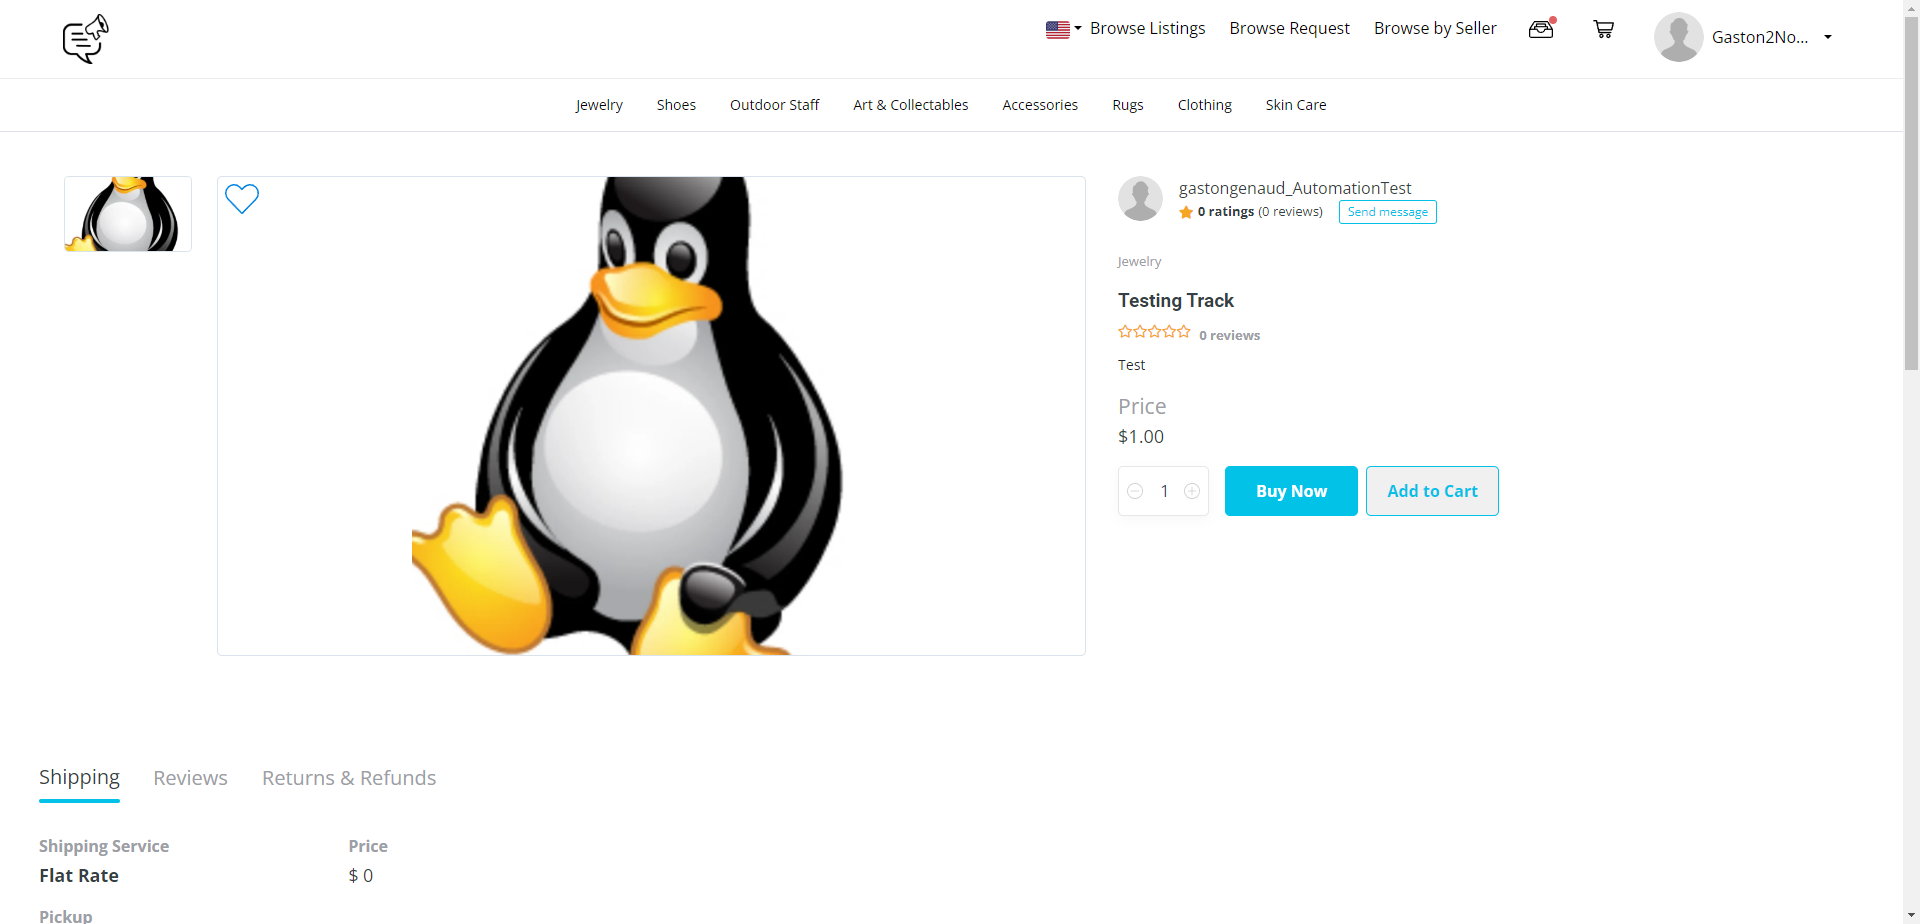 Browse Listings Browse Request Browse by Seller Gaston2No...
Jewelry Shoes Outdoor Staff Art & Collectables Accessories Rugs Clothing Skin Care
gastongenaud_AutomationTest
0 ratings (0 reviews) Send message
Jewelry
Testing Track
0 reviews
Test
Price
$1.00
1 Buy Now Add to Cart
Shipping Reviews Returns & Refunds
Shipping Service Price
Flat Rate $ 0
Pickup